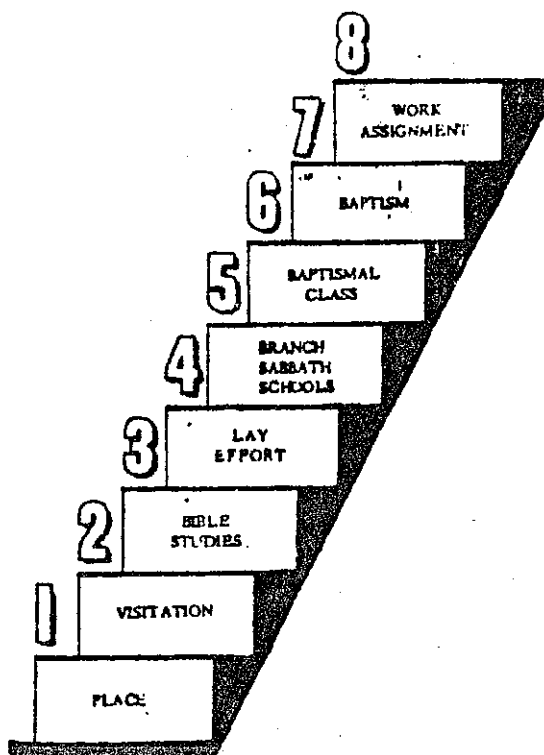 8
WORK
ASSIGNMENT
7
BAPTISM
6
BAPTISMAL
CLASS
5
BRANCH
SABBATH
SCHOOLS
4
LAY
EFFORT
3
BIBLE
STUDIES
2
VISITATION
1
PLACE